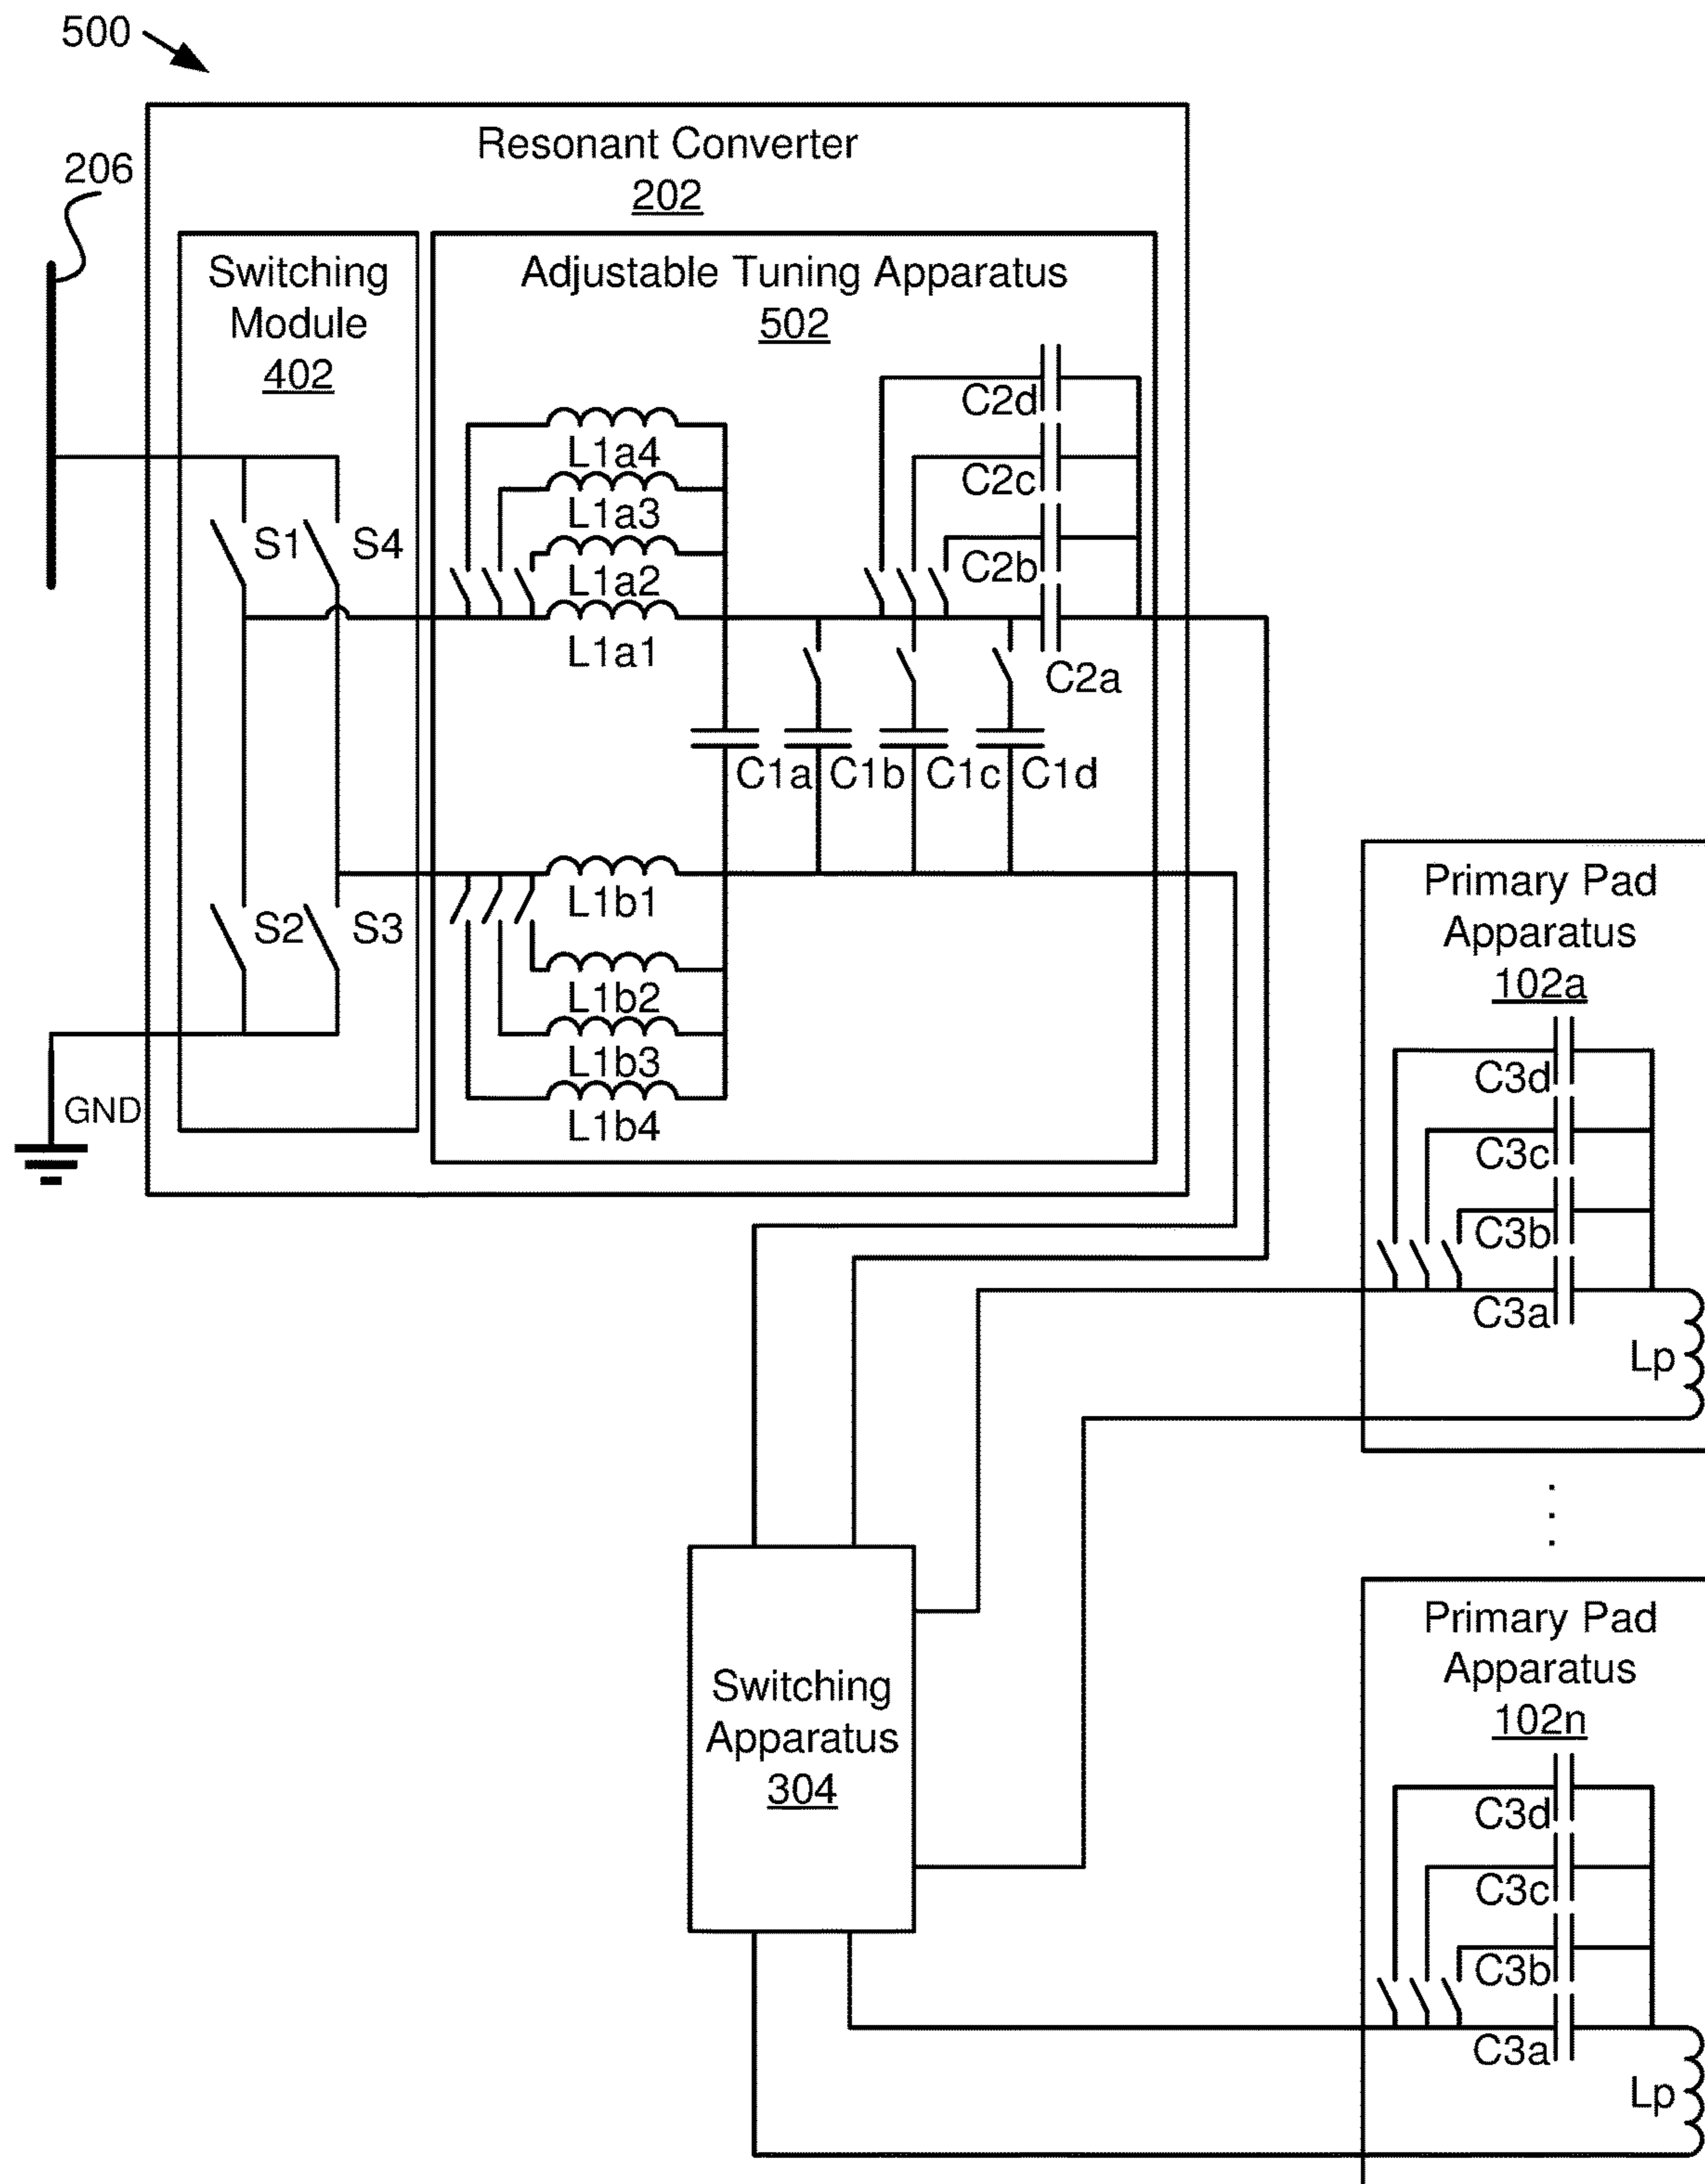 500
206
Resonant Converter
202
Switching
Module
402
Adjustable Tuning Apparatus
502
C2d
C2c
C2b
C2a
L1a4
L1a3
L1a2
L1a1
S1
S4
C1a
C1b
C1c
C1d
S2
S3
L1b1
L1b2
L1b3
L1b4
GND
Primary Pad
Apparatus
102a
C3d
C3c
C3b
C3a
Lp
Switching
Apparatus
304
Primary Pad
Apparatus
102n
C3d
C3c
C3b
C3a
Lp